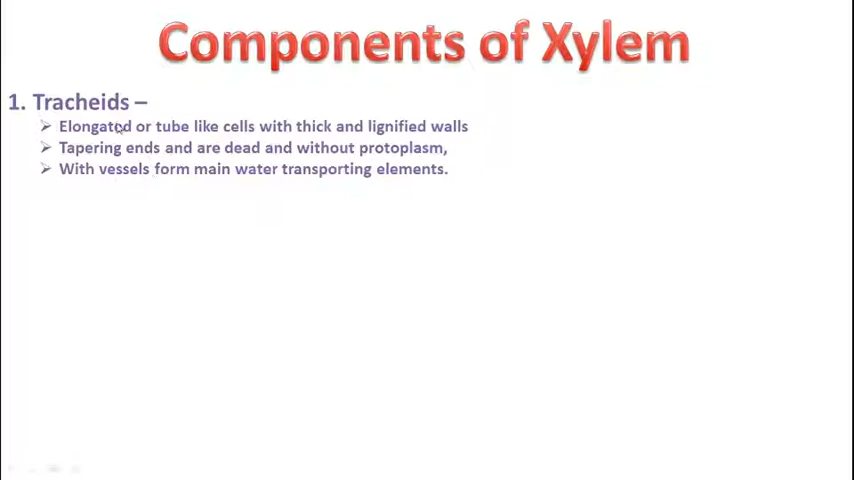 Components of Xylem
1. Tracheids –
➢ Elongated or tube like cells with thick and lignified walls
➢ Tapering ends and are dead and without protoplasm,
➢ With vessels form main water transporting elements.